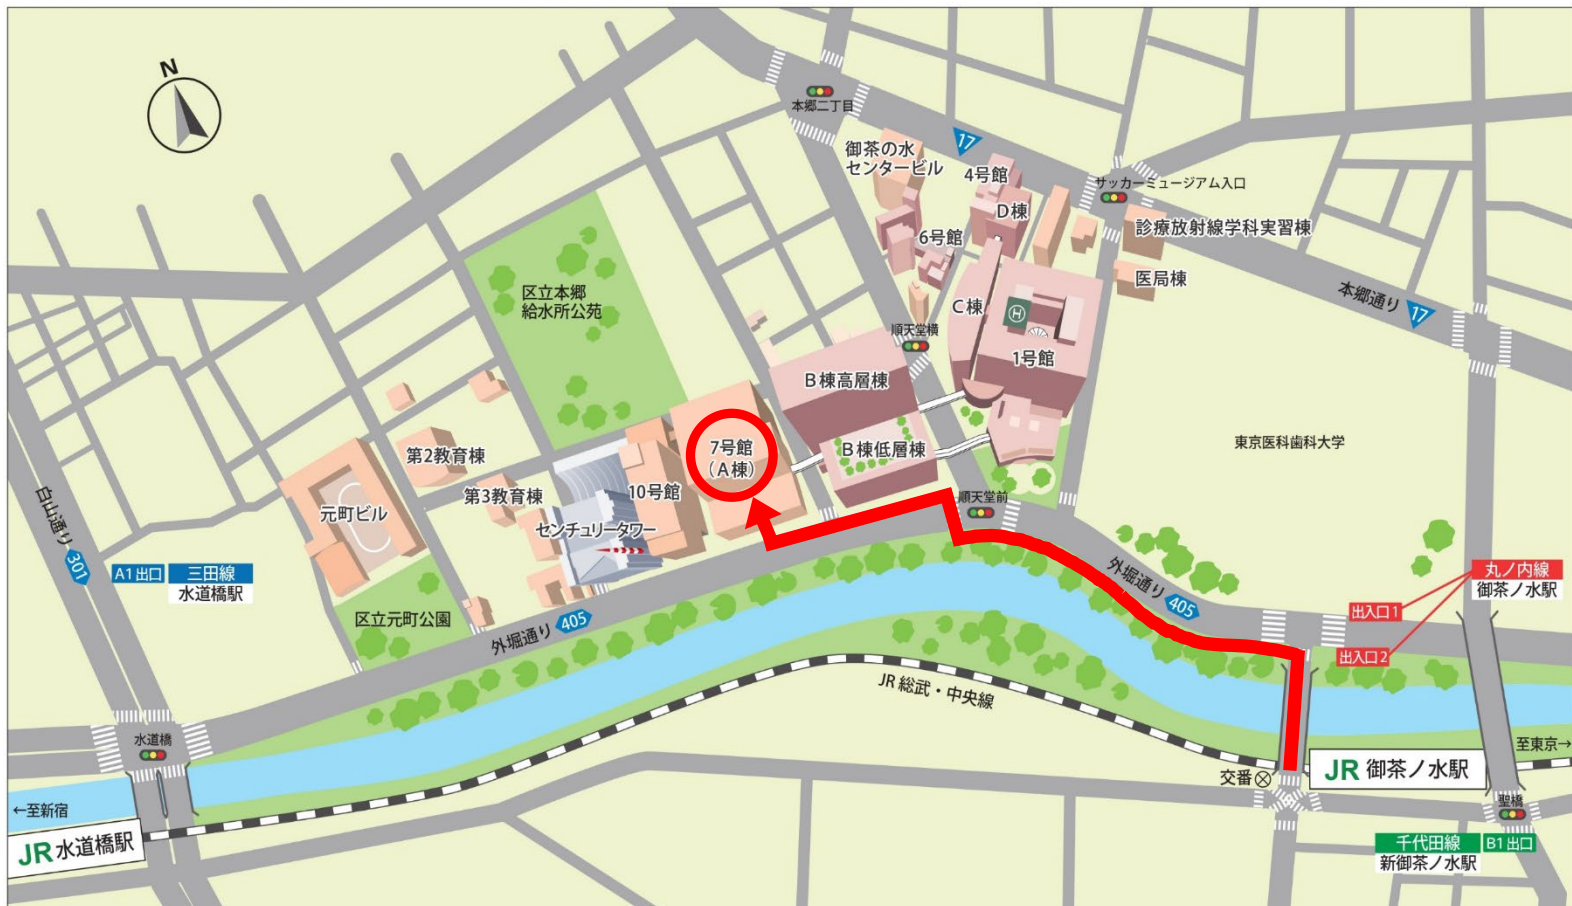 N
本郷二丁目
17
御茶の水
センタービル
4号館
サッカーミュージアム入口
D棟
診療放射線学科実習棟
6号館
医局棟
区立本郷
給水所公苑
C棟
H
本郷通り 17
順天堂横
1号館
B棟高層棟
7号館
(A棟)
B棟低層棟
東京医科歯科大学
第2教育棟
第3教育棟
10号館
元町ビル
センチュリータワー
順天堂前
白山通り 301
A1出口 三田線
水道橋駅
外堀通り 405
丸ノ内線
御茶ノ水駅
出入口1
出入口2
区立元町公園
外堀通り 405
JR 総武・中央線
水道橋
至東京→
JR 御茶ノ水駅
交番
←至新宿
聖橋
JR 水道橋駅
千代田線 B1出口
新御茶ノ水駅